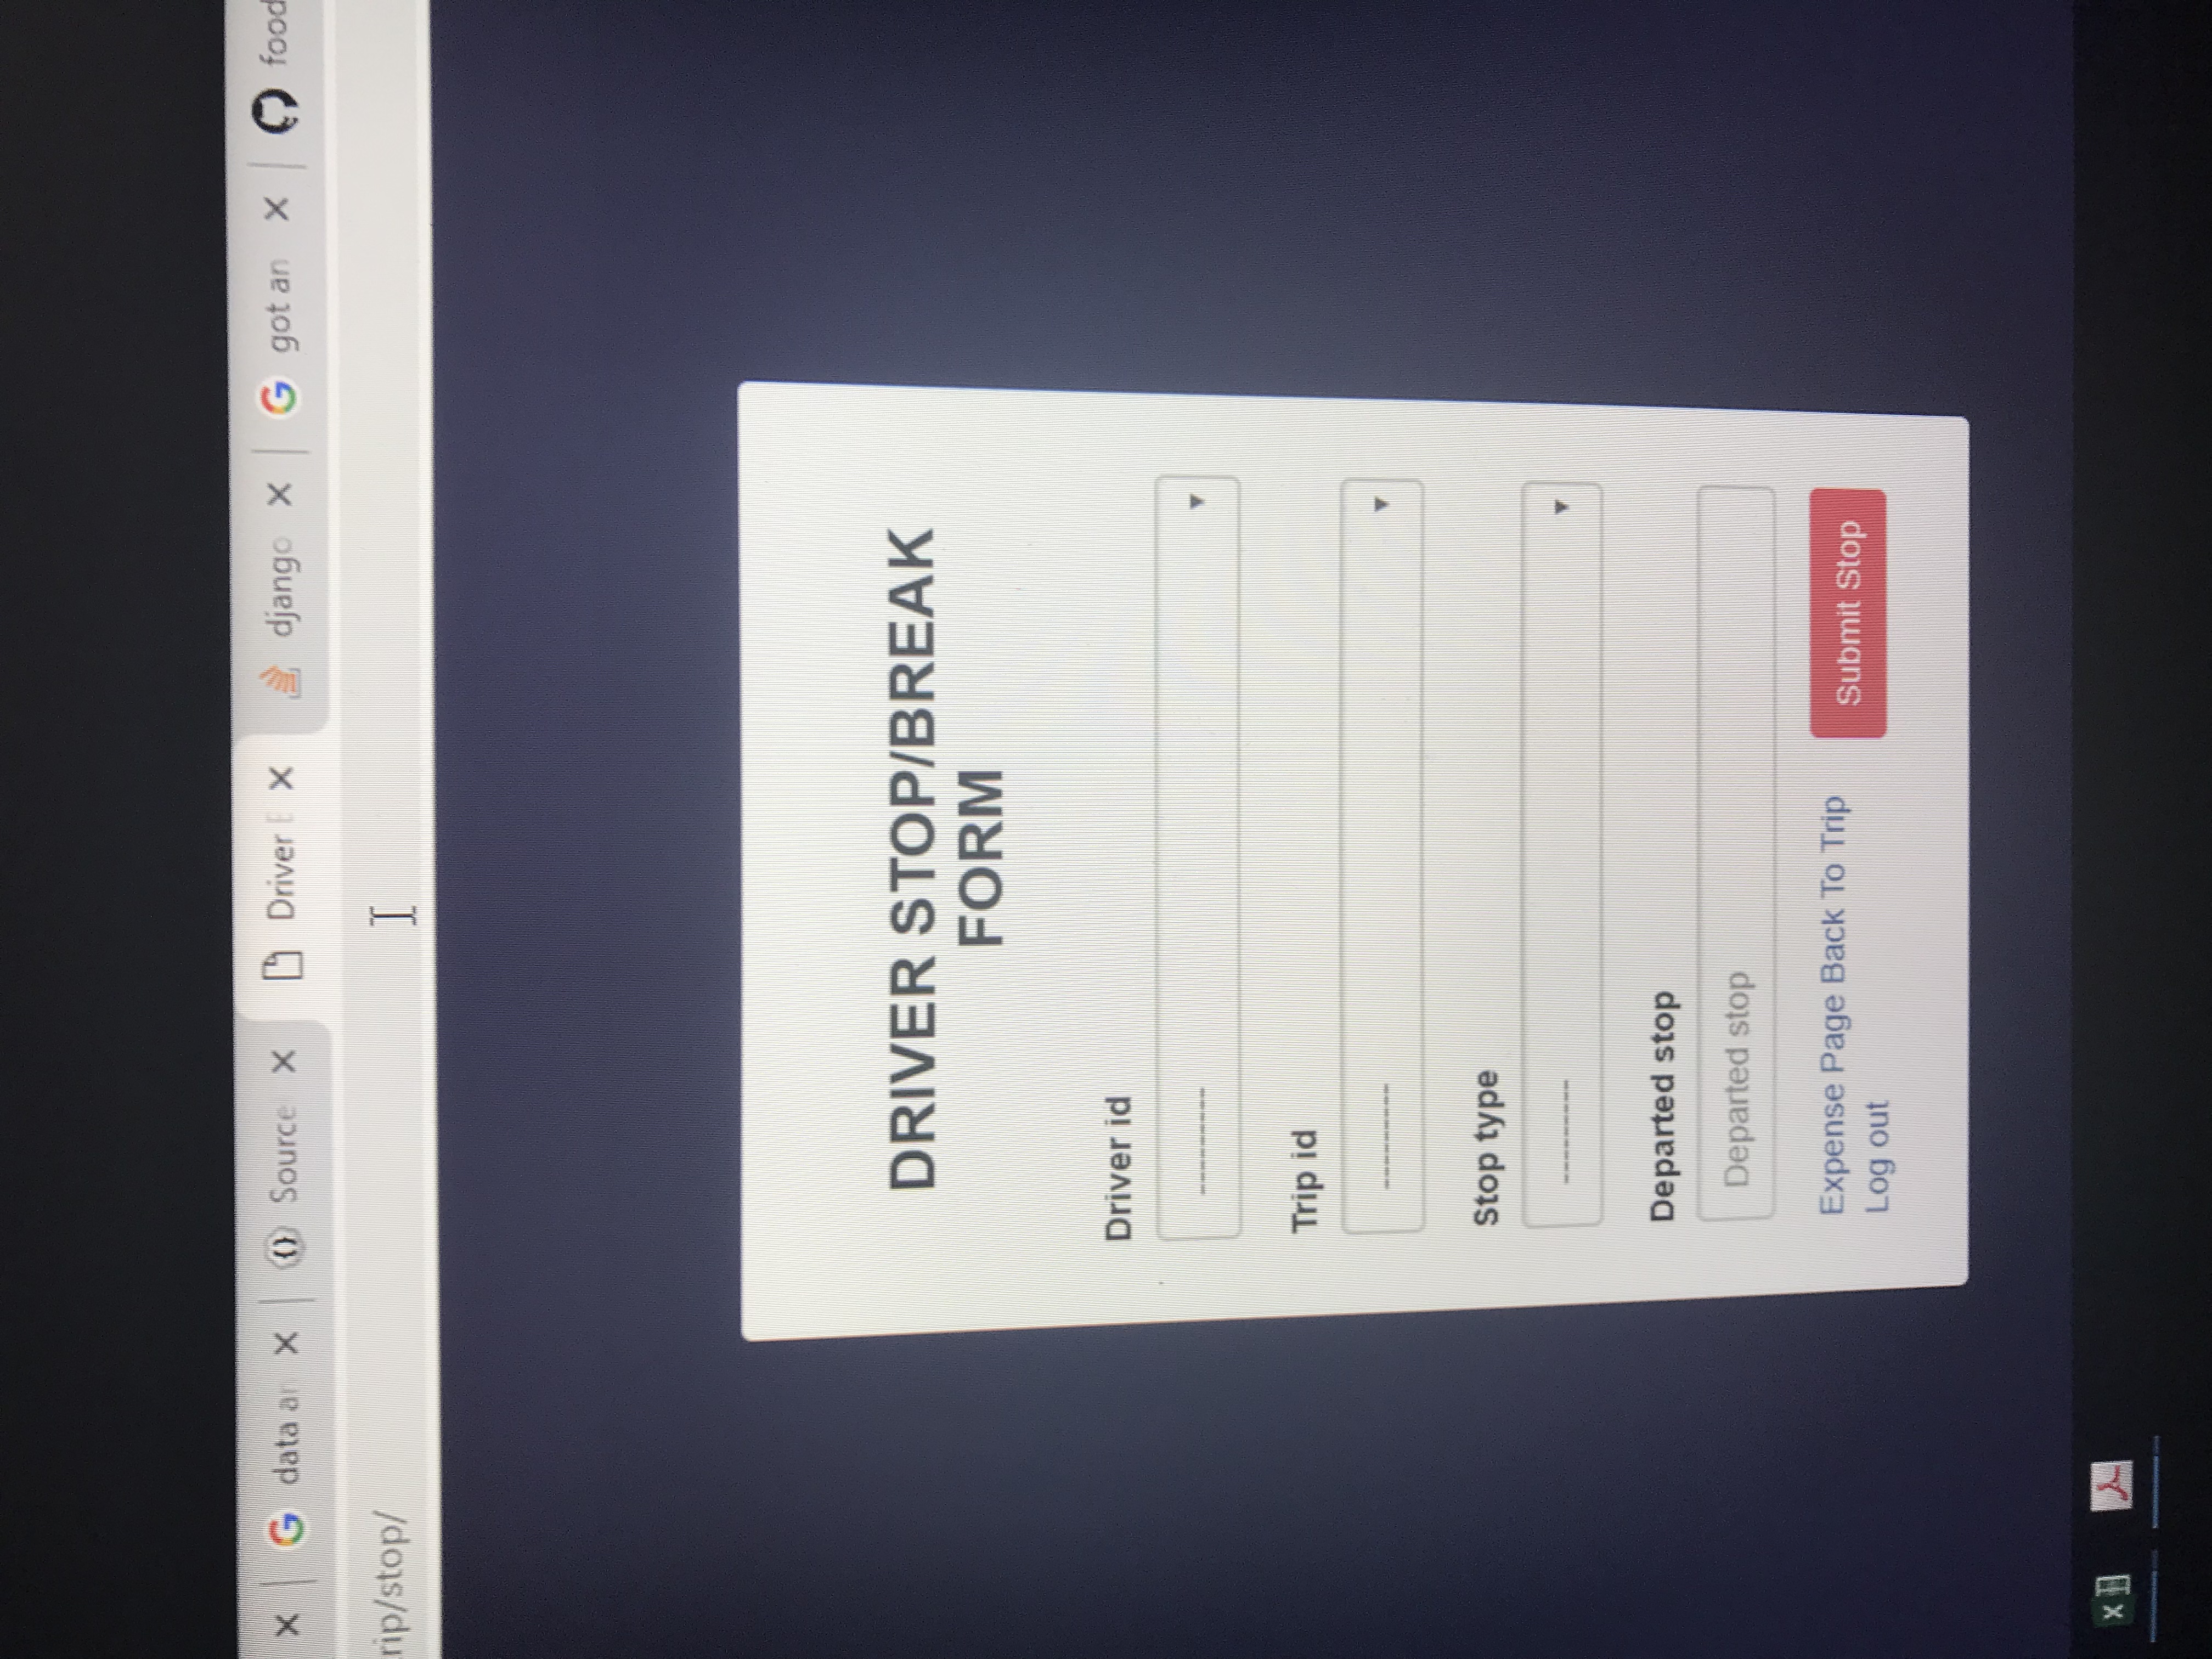 data ar
Source
Driver
django
got an
food
rip/stop/
DRIVER STOP/BREAK
FORM
Driver id
---------
Trip id
---------
Stop type
---------
Departed stop
Departed stop
Expense Page Back To Trip
Log out
Submit Stop